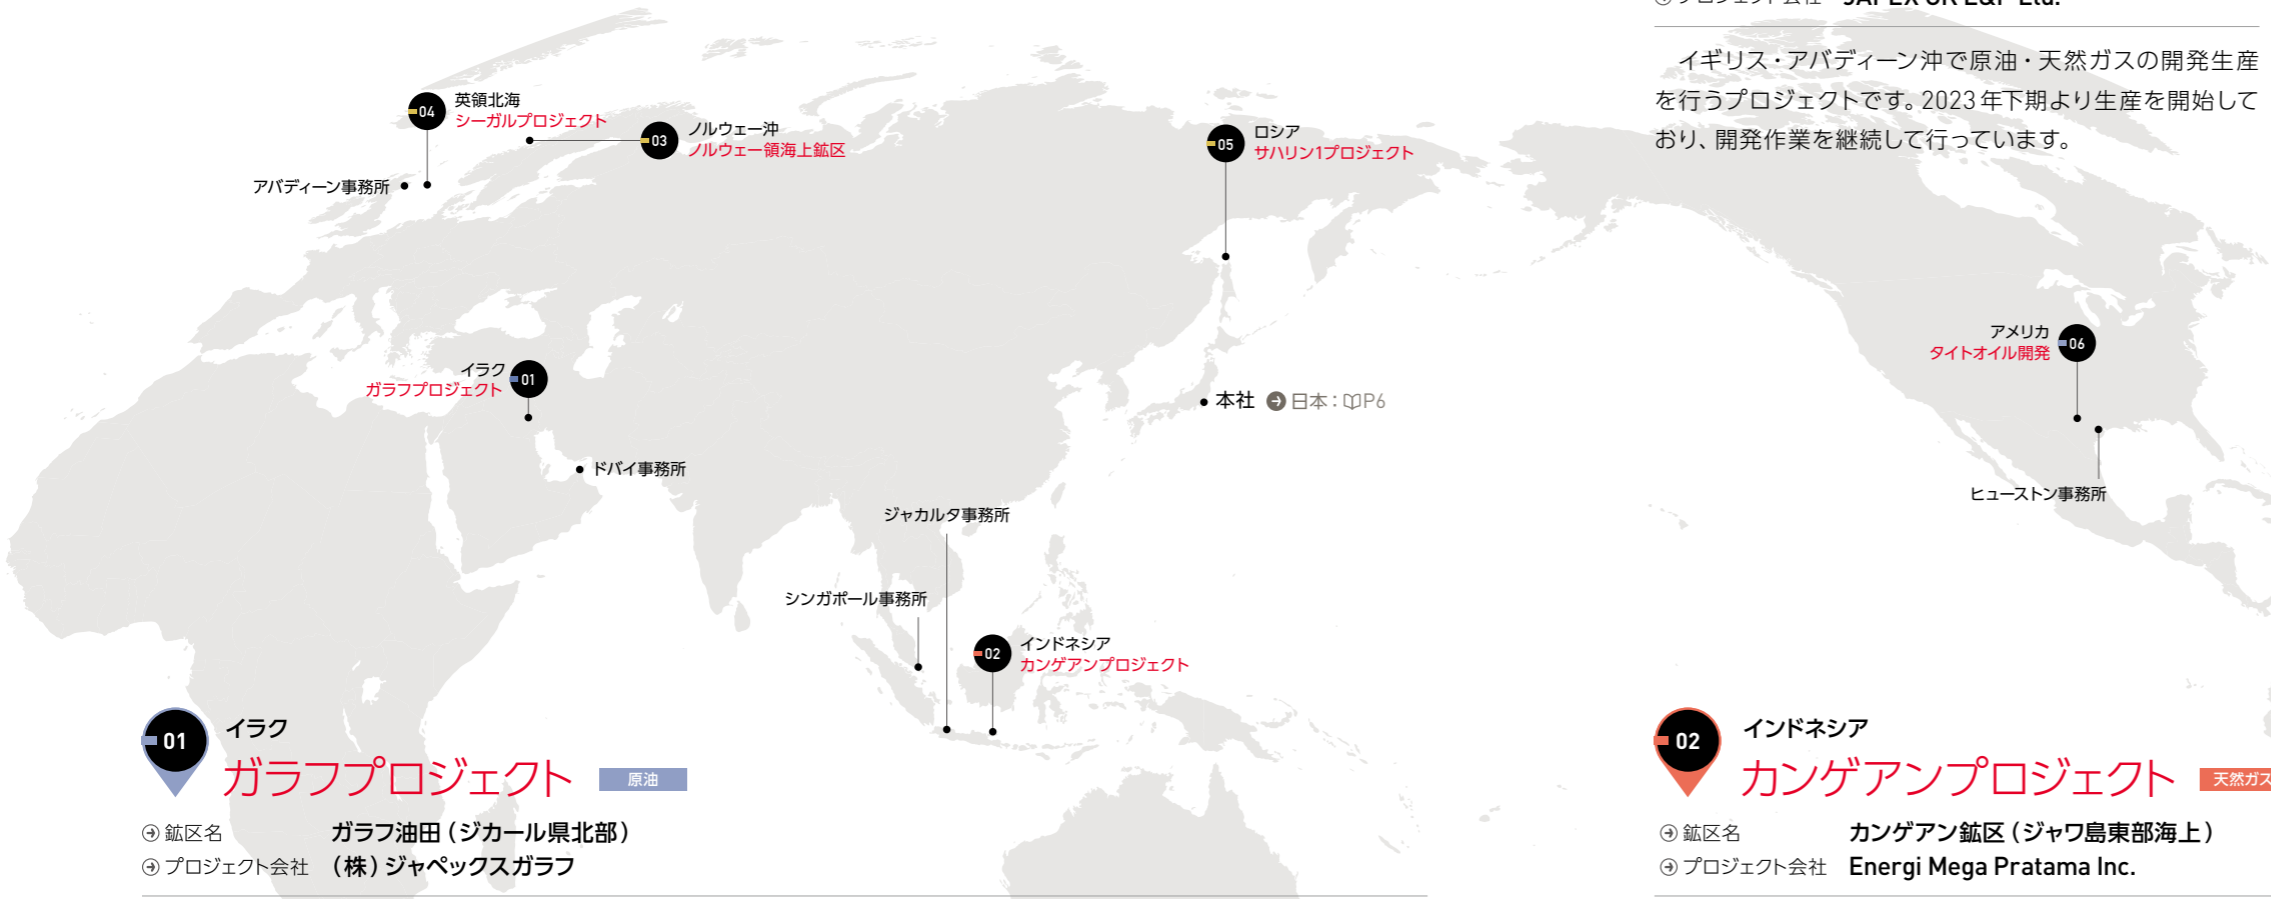 プロジェクト会社 JAPEX UK E&P Ltd.
イギリス・アバディーン沖で原油・天然ガスの開発生産
を行うプロジェクトです。2023年下期より生産を開始して
おり、開発作業を継続して行っています。
04
英領北海
シーガルプロジェクト
03
ノルウェー沖
ノルウェー領海上鉱区
05
ロシア
サハリン1プロジェクト
アバディーン事務所
アメリカ
タイトオイル開発
06
イラク
ガラフプロジェクト
01
本社 日本:P6
ドバイ事務所
ヒューストン事務所
ジャカルタ事務所
シンガポール事務所
02
インドネシア
カンゲアンプロジェクト
01
イラク
ガラフプロジェクト 原油
鉱区名 ガラフ油田(ジカール県北部)
プロジェクト会社 (株)ジャペックスガラフ
02
インドネシア
カンゲアンプロジェクト 天然ガス
鉱区名 カンゲアン鉱区(ジャワ島東部海上)
プロジェクト会社 Energi Mega Pratama Inc.